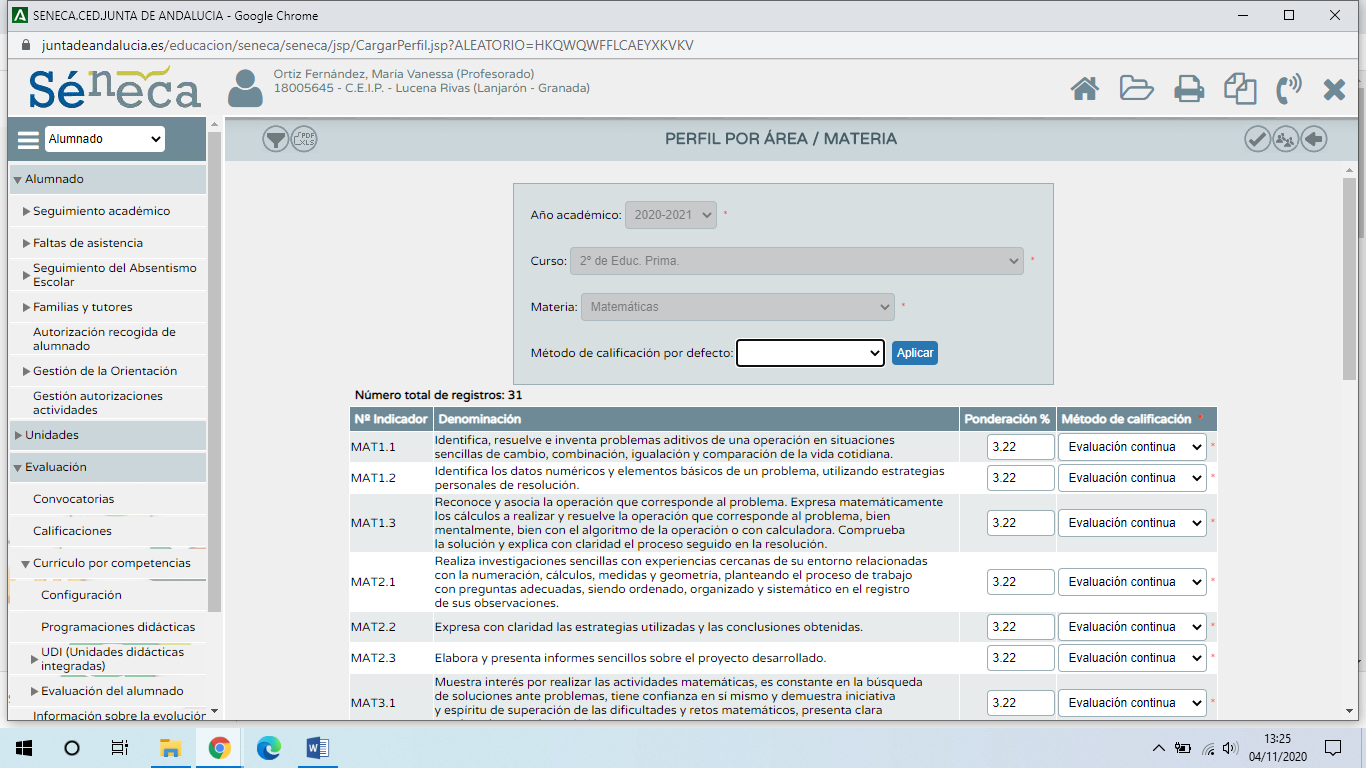 SENECA.CED.JUNTA DE ANDALUCIA - Google Chrome
juntadeandalucia.es/educacion/seneca/seneca/jsp/CargarPerfil.jsp?ALEATORIO=HKQWQWFFLCAEYXKVKV
Séneca
Ortiz Fernández, María Vanessa (Profesorado)
18005645 - C.E.I.P. - Lucena Rivas (Lanjarón - Granada)
Alumnado
PDF
XLS
PERFIL POR ÁREA / MATERIA
Alumnado
Seguimiento académico
Faltas de asistencia
Seguimiento del Absentismo
Escolar
Familias y tutores
Autorización recogida de
alumnado
Gestión de la Orientación
Gestión autorizaciones
actividades
Unidades
Evaluación
Convocatorias
Calificaciones
Currículo por competencias
Configuración
Programaciones didácticas
UDI (Unidades didácticas
integradas)
Evaluación del alumnado
Información sobre la evolución
Año académico: 2020-2021 *
Curso: 2º de Educ. Prima. *
Materia: Matemáticas *
Método de calificación por defecto: Aplicar
Número total de registros: 31
Nº Indicador Denominación Ponderación % Método de calificación *
MAT1.1 Identifica, resuelve e inventa problemas aditivos de una operación en situaciones
sencillas de cambio, combinación, igualación y comparación de la vida cotidiana. 3.22 Evaluación continua *
MAT1.2 Identifica los datos numéricos y elementos básicos de un problema, utilizando estrategias
personales de resolución. 3.22 Evaluación continua *
MAT1.3 Reconoce y asocia la operación que corresponde al problema. Expresa matemáticamente
los cálculos a realizar y resuelve la operación que corresponde al problema, bien
mentalmente, bien con el algoritmo de la operación o con calculadora. Comprueba
la solución y explica con claridad el proceso seguido en la resolución. 3.22 Evaluación continua *
MAT2.1 Realiza investigaciones sencillas con experiencias cercanas de su entorno relacionadas
con la numeración, cálculos, medidas y geometría, planteando el proceso de trabajo
con preguntas adecuadas, siendo ordenado, organizado y sistemático en el registro
de sus observaciones. 3.22 Evaluación continua *
MAT2.2 Expresa con claridad las estrategias utilizadas y las conclusiones obtenidas. 3.22 Evaluación continua *
MAT2.3 Elabora y presenta informes sencillos sobre el proyecto desarrollado. 3.22 Evaluación continua *
MAT3.1 Muestra interés por realizar las actividades matemáticas, es constante en la búsqueda
de soluciones ante problemas, tiene confianza en sí mismo y demuestra iniciativa
y espíritu de superación de las dificultades y retos matemáticos, presenta clara 3.22 Evaluación continua *
13:25
04/11/2020